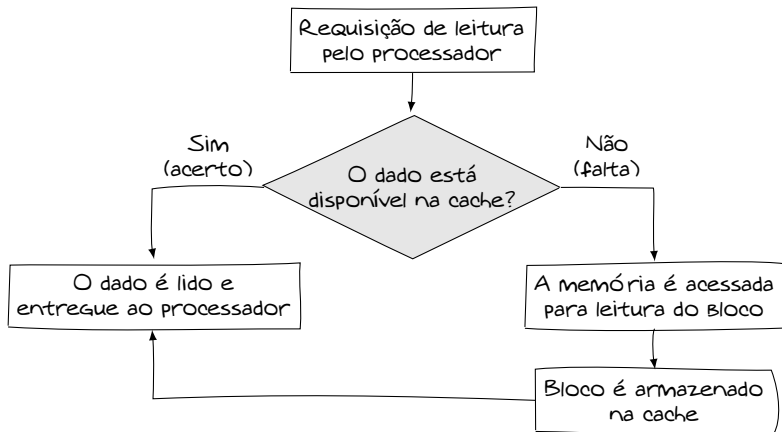 Requisição de leitura
pelo processador
Sim
(acerto)
Não
(falta)
O dado está
disponível na cache?
O dado é lido e
entregue ao processador
A memória é acessada
para leitura do bloco
Bloco é armazenado
na cache